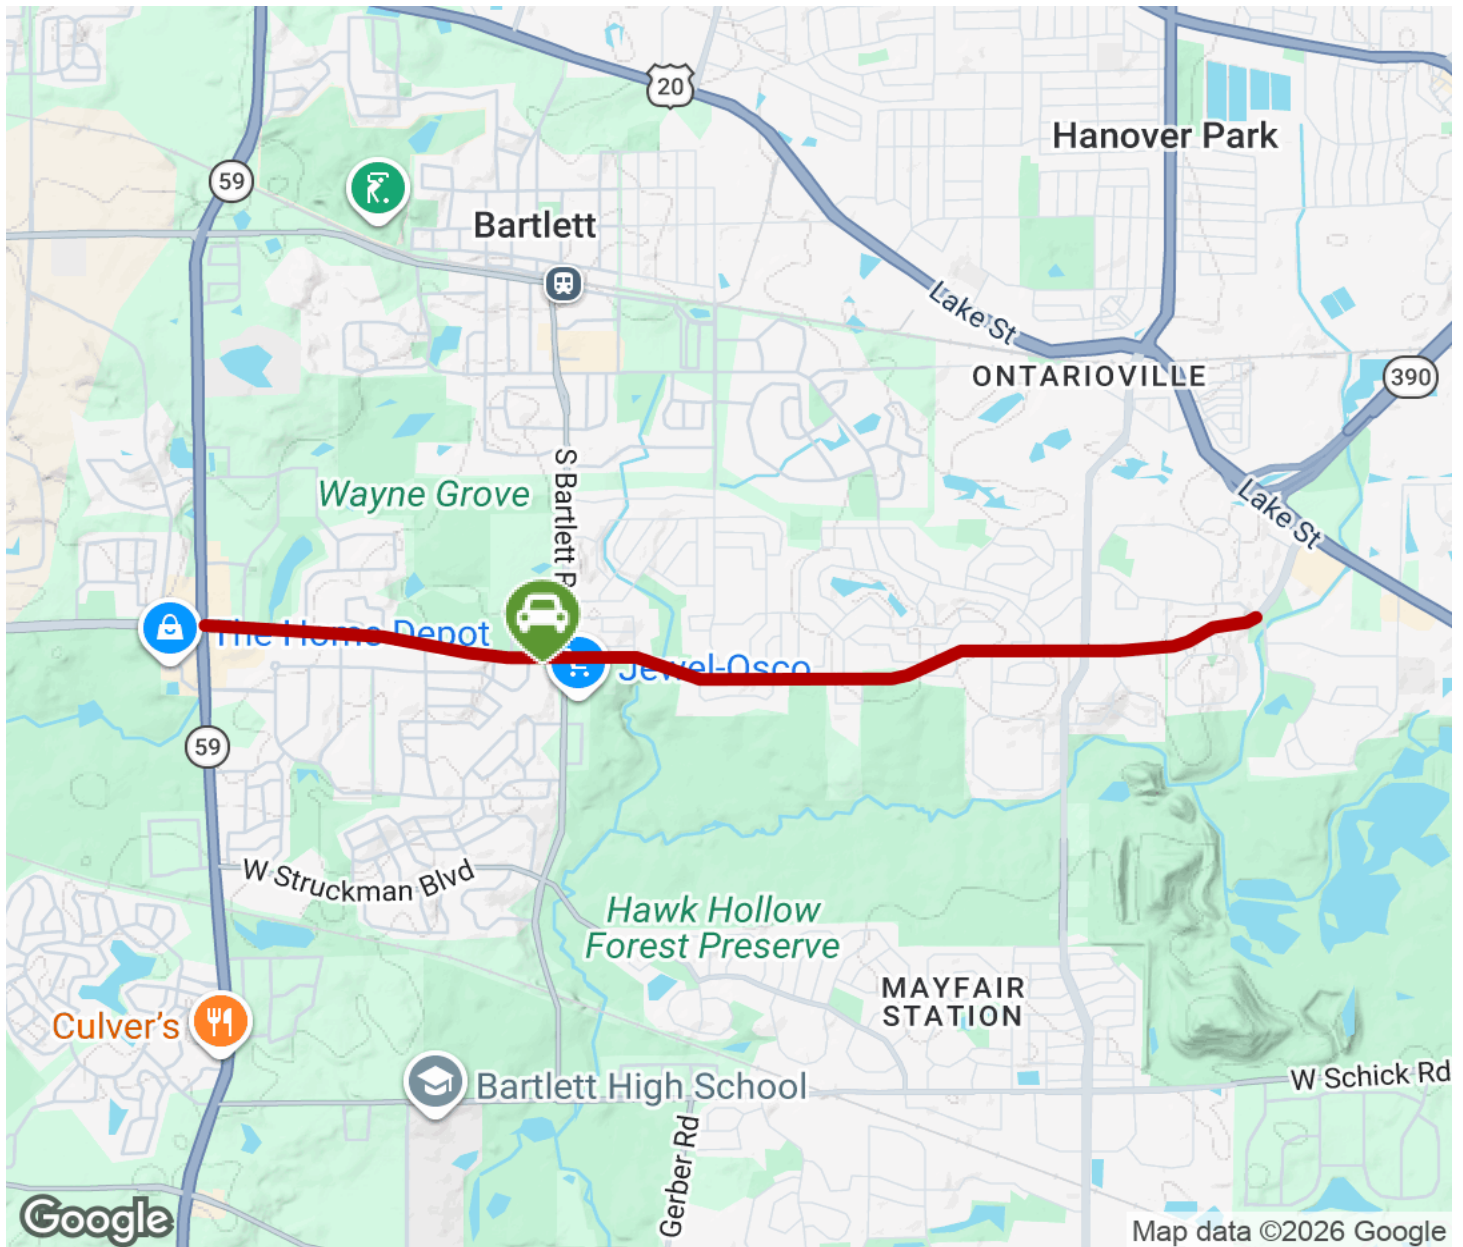 20
Hanover Park
59
Bartlett
Lake St
ONTARIOVILLE
390
S Bartlett R
Wayne Grove
Lake St
The Home Depot
Jewel-Osco
59
W Struckman Blvd
Hawk Hollow
Forest Preserve
MAYFAIR
STATION
Culver's
Bartlett High School
W Schick Rd
Gerber Rd
Google
Map data ©2026 Google